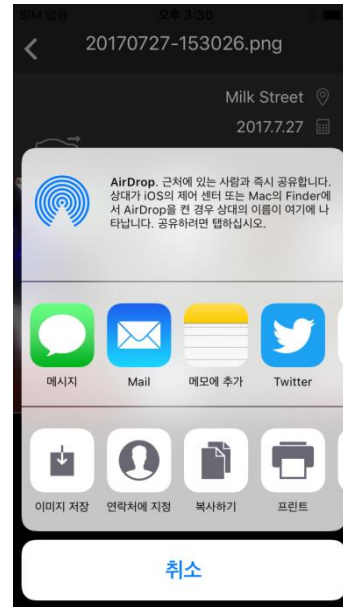 SIM 없음
오후 3:30
20170727-153026.png
Milk Street
2017.7.27
AirDrop. 근처에 있는 사람과 즉시 공유합니다.
상대가 iOS의 제어 센터 또는 Mac의 Finder에
서 AirDrop을 켠 경우 상대의 이름이 여기에 나
타납니다. 공유하려면 탭하십시오.
메시지
Mail
메모에 추가
Twitter
이미지 저장
연락처에 지정
복사하기
프린트
취소